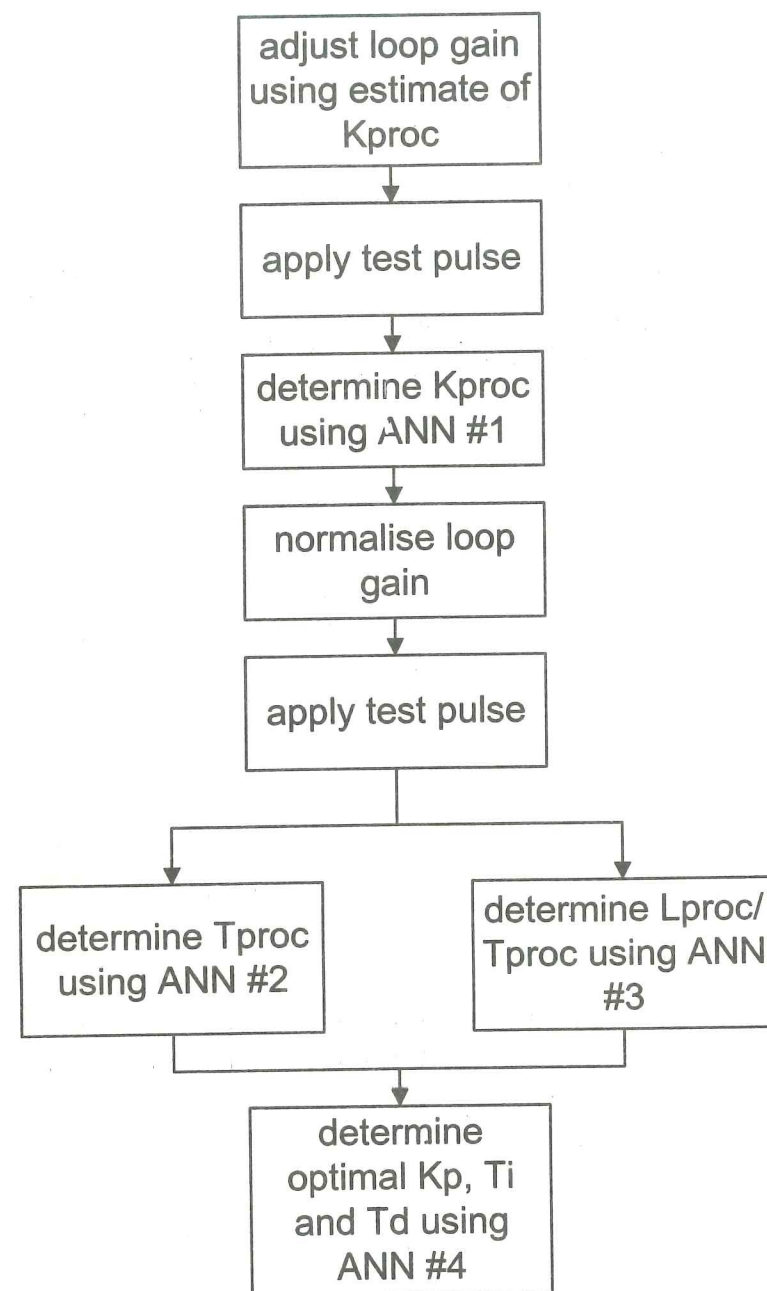 adjust loop gain
using estimate of
Kproc
apply test pulse
determine Kproc
using ANN #1
normalise loop
gain
apply test pulse
determine Tproc
using ANN #2
determine Lproc/
Tproc using ANN
#3
determine
optimal Kp, Ti
and Td using
ANN #4